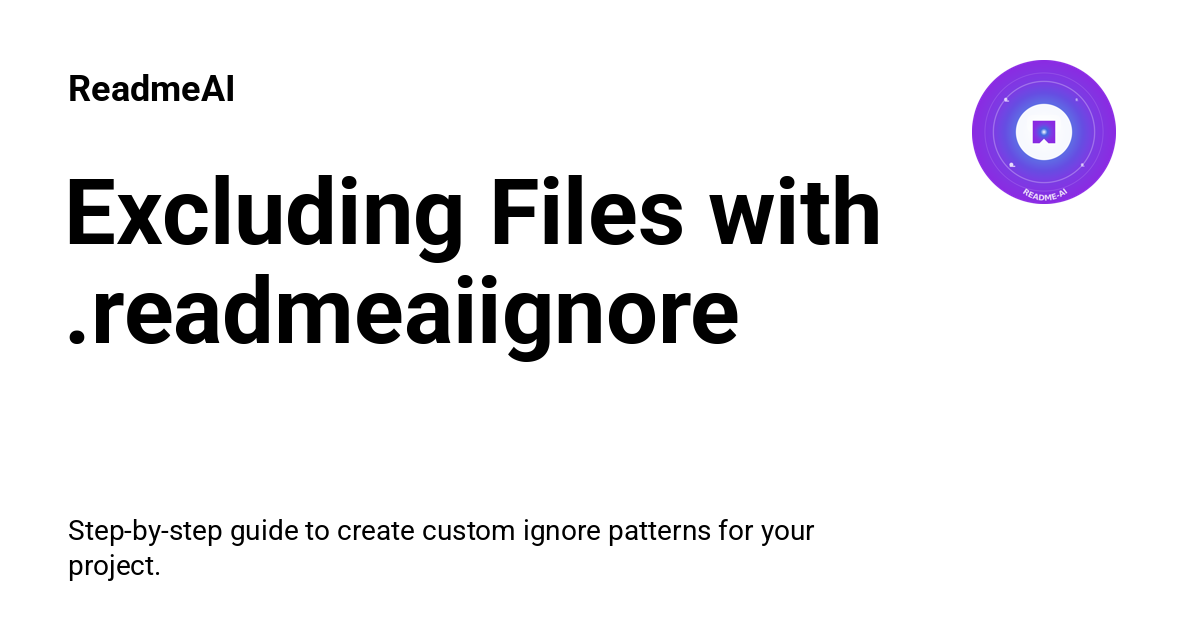 ReadmeAI
README-AI
Excluding Files with
.readmeaiignore
Step-by-step guide to create custom ignore patterns for your
project.